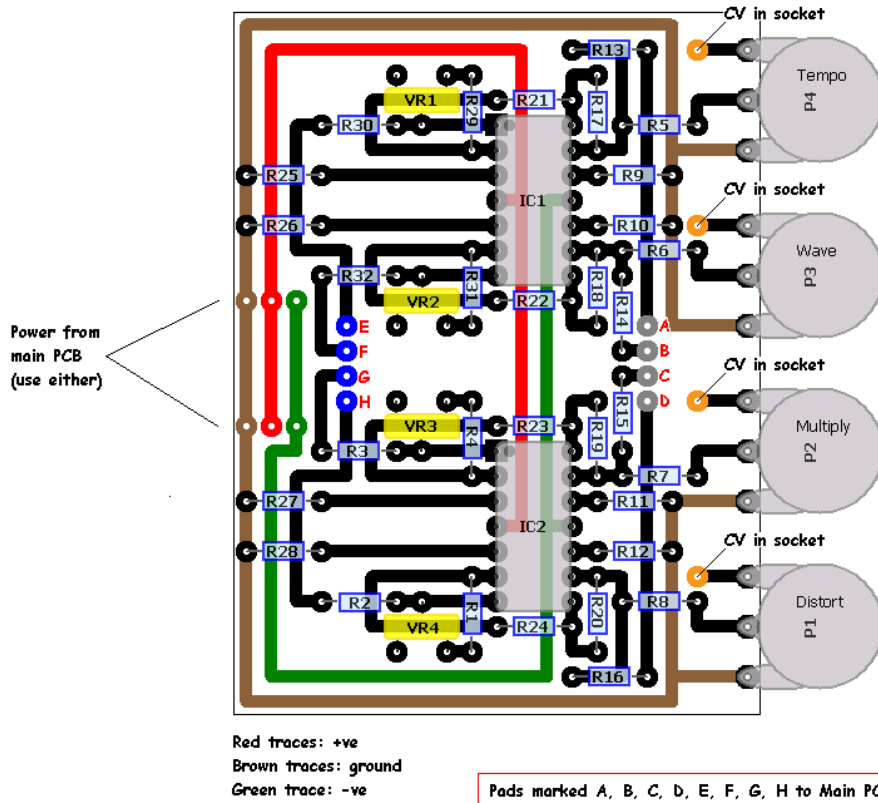 CV in socket
R13
Tempo
P4
VR1
R21
R29
R17
R30
R5
R25
R9
CV in socket
IC1
R26
R10
Wave
P3
R6
R32
R31
R18
VR2
R22
R14
Power from
main PCB
(use either)
E
A
F
B
G
C
H
D
CV in socket
R15
Multiply
P2
VR3
R23
R4
R19
R3
R7
R27
R11
IC2
CV in socket
R28
R12
R2
R1
R20
R8
Distort
P1
VR4
R24
R16
Red traces: +ve
Brown traces: ground
Green trace: -ve
Pads marked A, B, C, D, E, F, G, H to Main PC